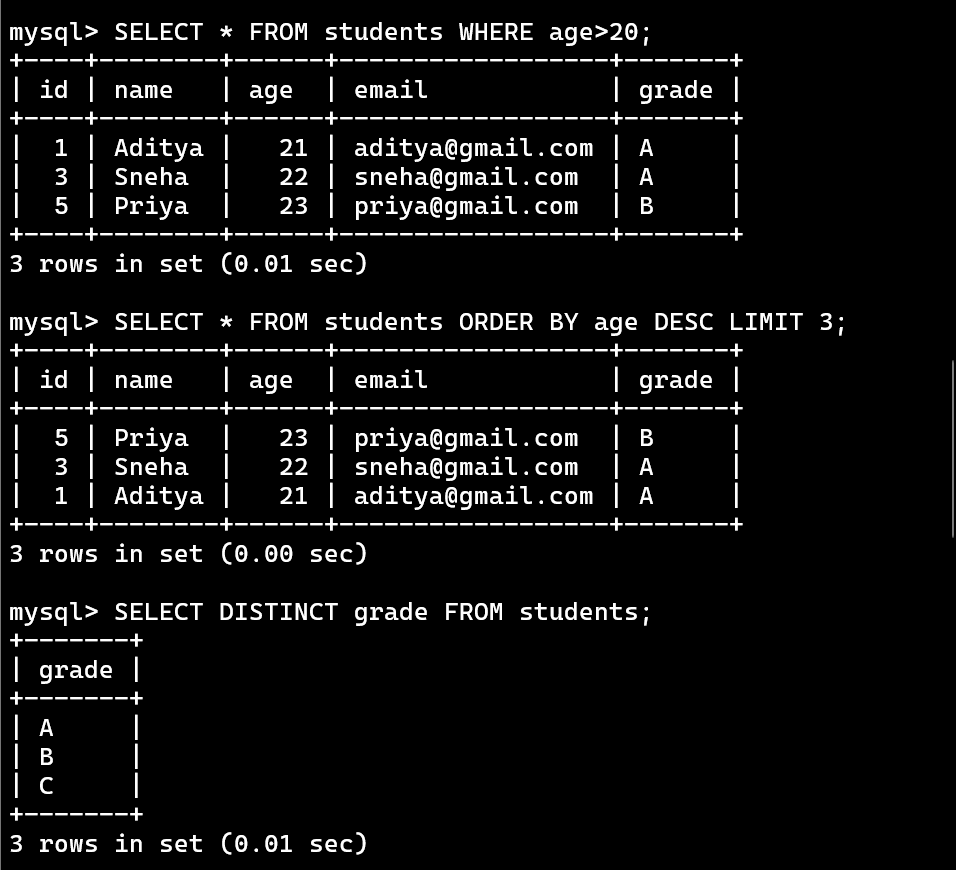 mysql> SELECT * FROM students WHERE age>20;
+----+--------+------+------------------+-------+
| id | name   | age  | email            | grade |
+----+--------+------+------------------+-------+
|  1 | Aditya |   21 | aditya@gmail.com | A     |
|  3 | Sneha  |   22 | sneha@gmail.com  | A     |
|  5 | Priya  |   23 | priya@gmail.com  | B     |
+----+--------+------+------------------+-------+
3 rows in set (0.01 sec)

mysql> SELECT * FROM students ORDER BY age DESC LIMIT 3;
+----+--------+------+------------------+-------+
| id | name   | age  | email            | grade |
+----+--------+------+------------------+-------+
|  5 | Priya  |   23 | priya@gmail.com  | B     |
|  3 | Sneha  |   22 | sneha@gmail.com  | A     |
|  1 | Aditya |   21 | aditya@gmail.com | A     |
+----+--------+------+------------------+-------+
3 rows in set (0.00 sec)

mysql> SELECT DISTINCT grade FROM students;
+-------+
| grade |
+-------+
| A     |
| B     |
| C     |
+-------+
3 rows in set (0.01 sec)